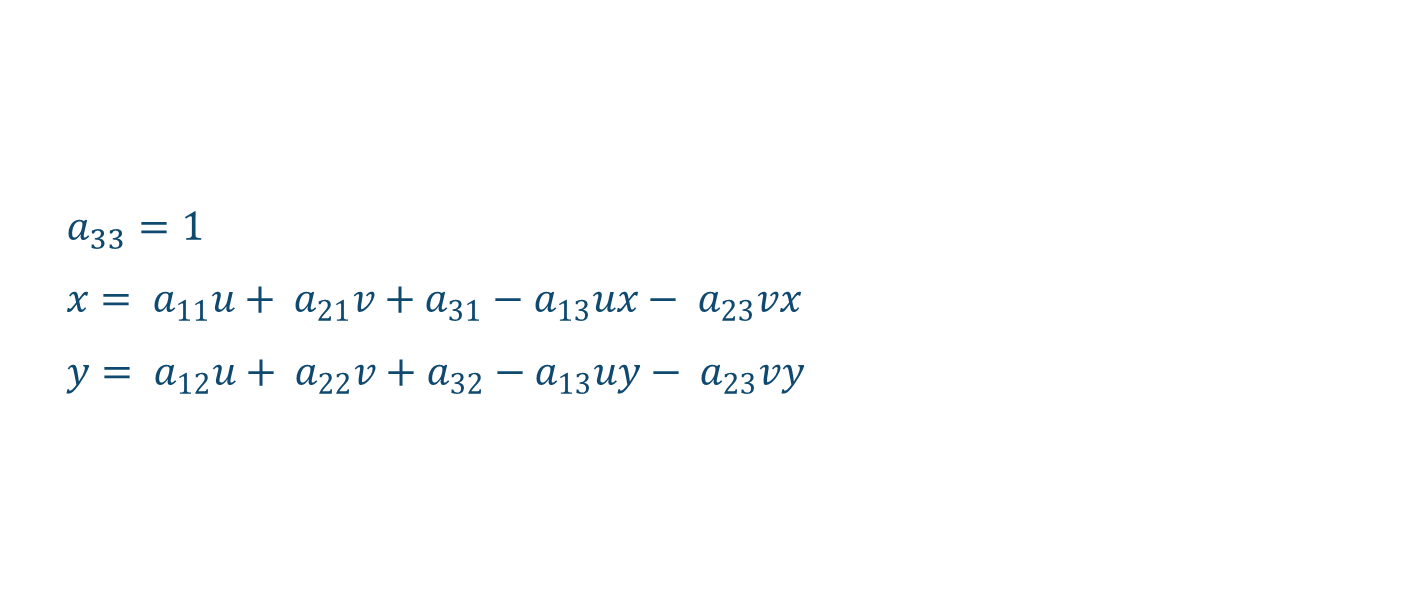 a₃₃ = 1
x = a₁₁u + a₂₁v + a₃₁ − a₁₃ux − a₂₃vx
y = a₁₂u + a₂₂v + a₃₂ − a₁₃uy − a₂₃vy